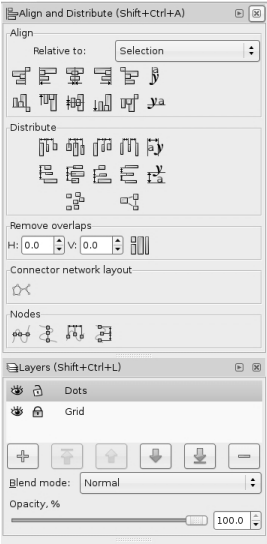 Align and Distribute (Shift+Ctrl+A)
Align
Relative to: Selection
Distribute
Remove overlaps
H: 0.0 V: 0.0
Connector network layout
Nodes
Layers (Shift+Ctrl+L)
Dots
Grid
Blend mode: Normal
Opacity, %
100.0